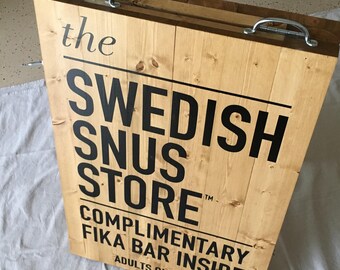 the
SWEDISH
SNUS
STORE™
COMPLIMENTARY
FIKA BAR INSIDE
ADULTS